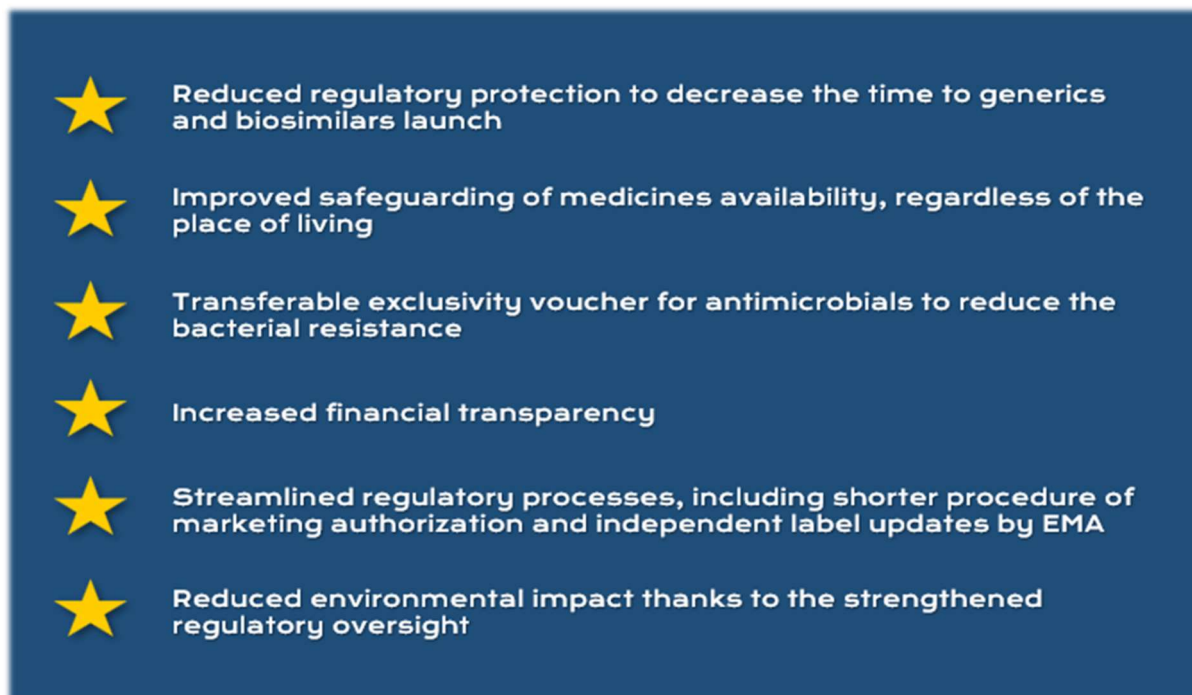 Reduced regulatory protection to decrease the time to generics
and biosimilars launch
Improved safeguarding of medicines availability, regardless of the
place of living
Transferable exclusivity voucher for antimicrobials to reduce the
bacterial resistance
Increased financial transparency
Streamlined regulatory processes, including shorter procedure of
marketing authorization and independent label updates by EMA
Reduced environmental impact thanks to the strengthened
regulatory oversight